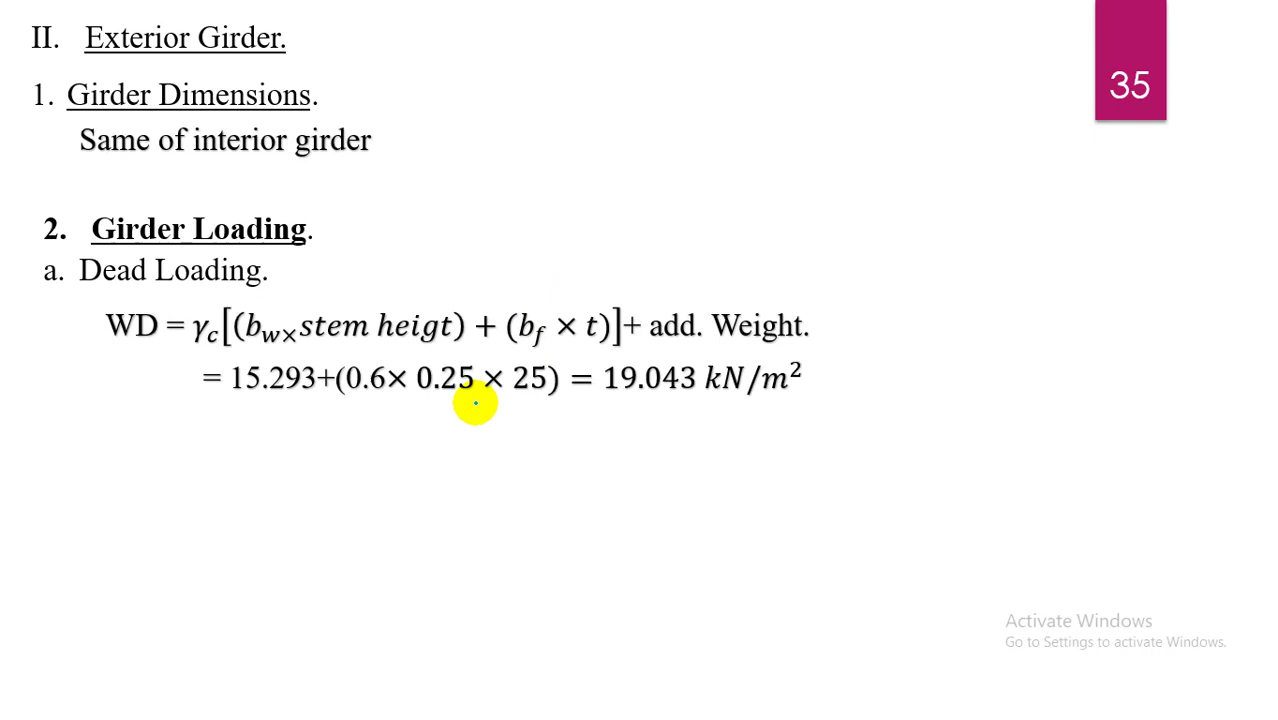 II. Exterior Girder.
35
1. Girder Dimensions.
Same of interior girder
2. Girder Loading.
a. Dead Loading.
WD = γc[(bw×stem heigt) + (bf × t)]+ add. Weight.
= 15.293+(0.6× 0.25 × 25) = 19.043 kN/m²
Activate Windows
Go to Settings to activate Windows.